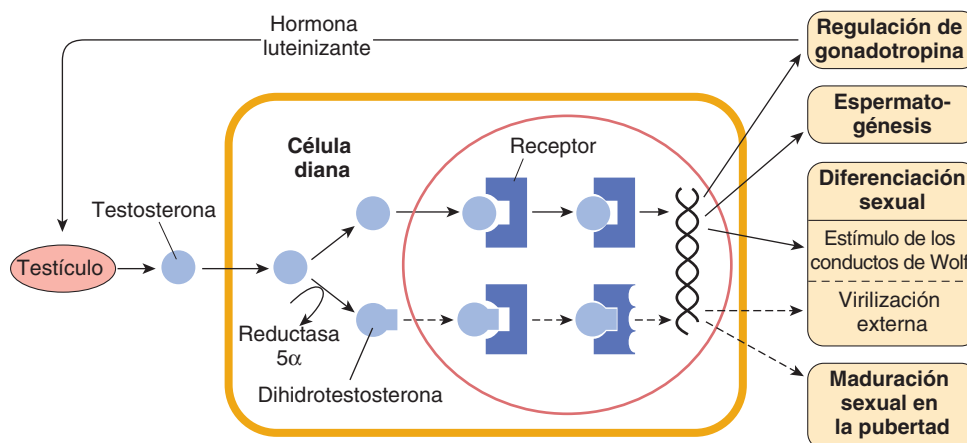 Hormona
luteinizante
Regulación de
gonadotropina
Espermato-
génesis
Célula
diana
Receptor
Diferenciación
sexual
Testosterona
Estímulo de los
conductos de Wolf
Testículo
Virilización
externa
Reductasa
5α
Dihidrotestosterona
Maduración
sexual en
la pubertad